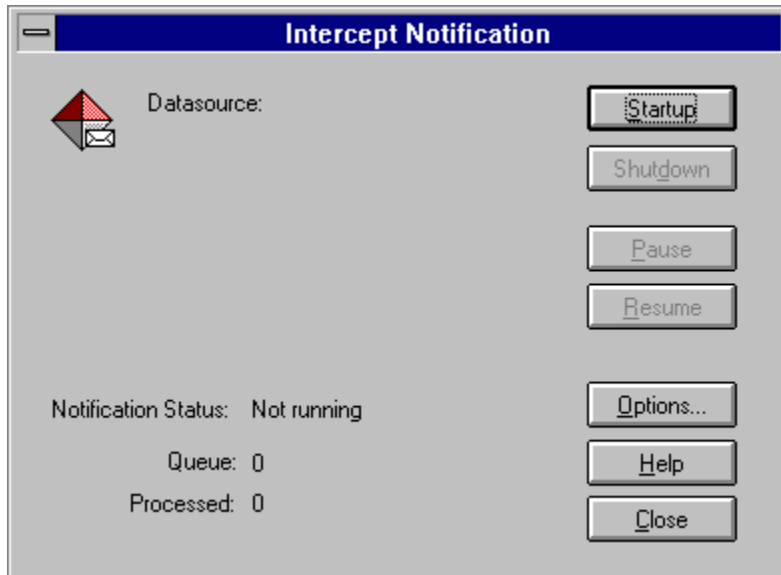 Intercept Notification
Datasource:
Startup
Shutdown
Pause
Resume
Notification Status: Not running
Options...
Queue: 0
Help
Processed: 0
Close